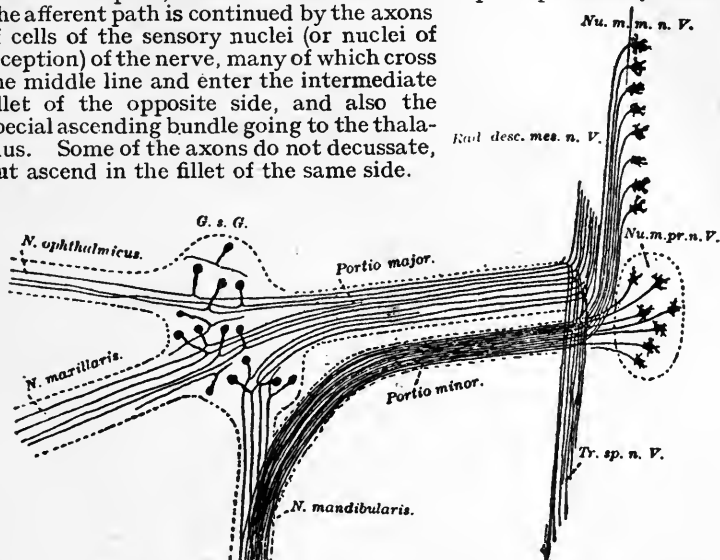 he afferent path is continued by the axons
cells of the sensory nuclei (or nuclei of
ception) of the nerve, many of which cross
e middle line and enter the intermediate
llet of the opposite side, and also the
pecial ascending bundle going to the thala-
us. Some of the axons do not decussate,
ut ascend in the fillet of the same side.
Nu. m. m. n. V.
Rad desc. mes. n. V.
G. s. G.
N. ophthalmicus.
Nu. m. pr. n. V.
Portio major.
N. maxillaris.
Portio minor.
Tr. sp. n. V.
N. mandibularis.